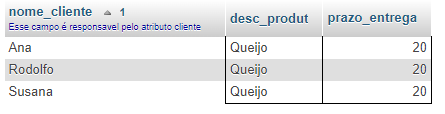 nome_cliente 1 desc_produt prazo_entrega
Esse campo é responsavel pelo atributo cliente
Ana Queijo 20
Rodolfo Queijo 20
Susana Queijo 20